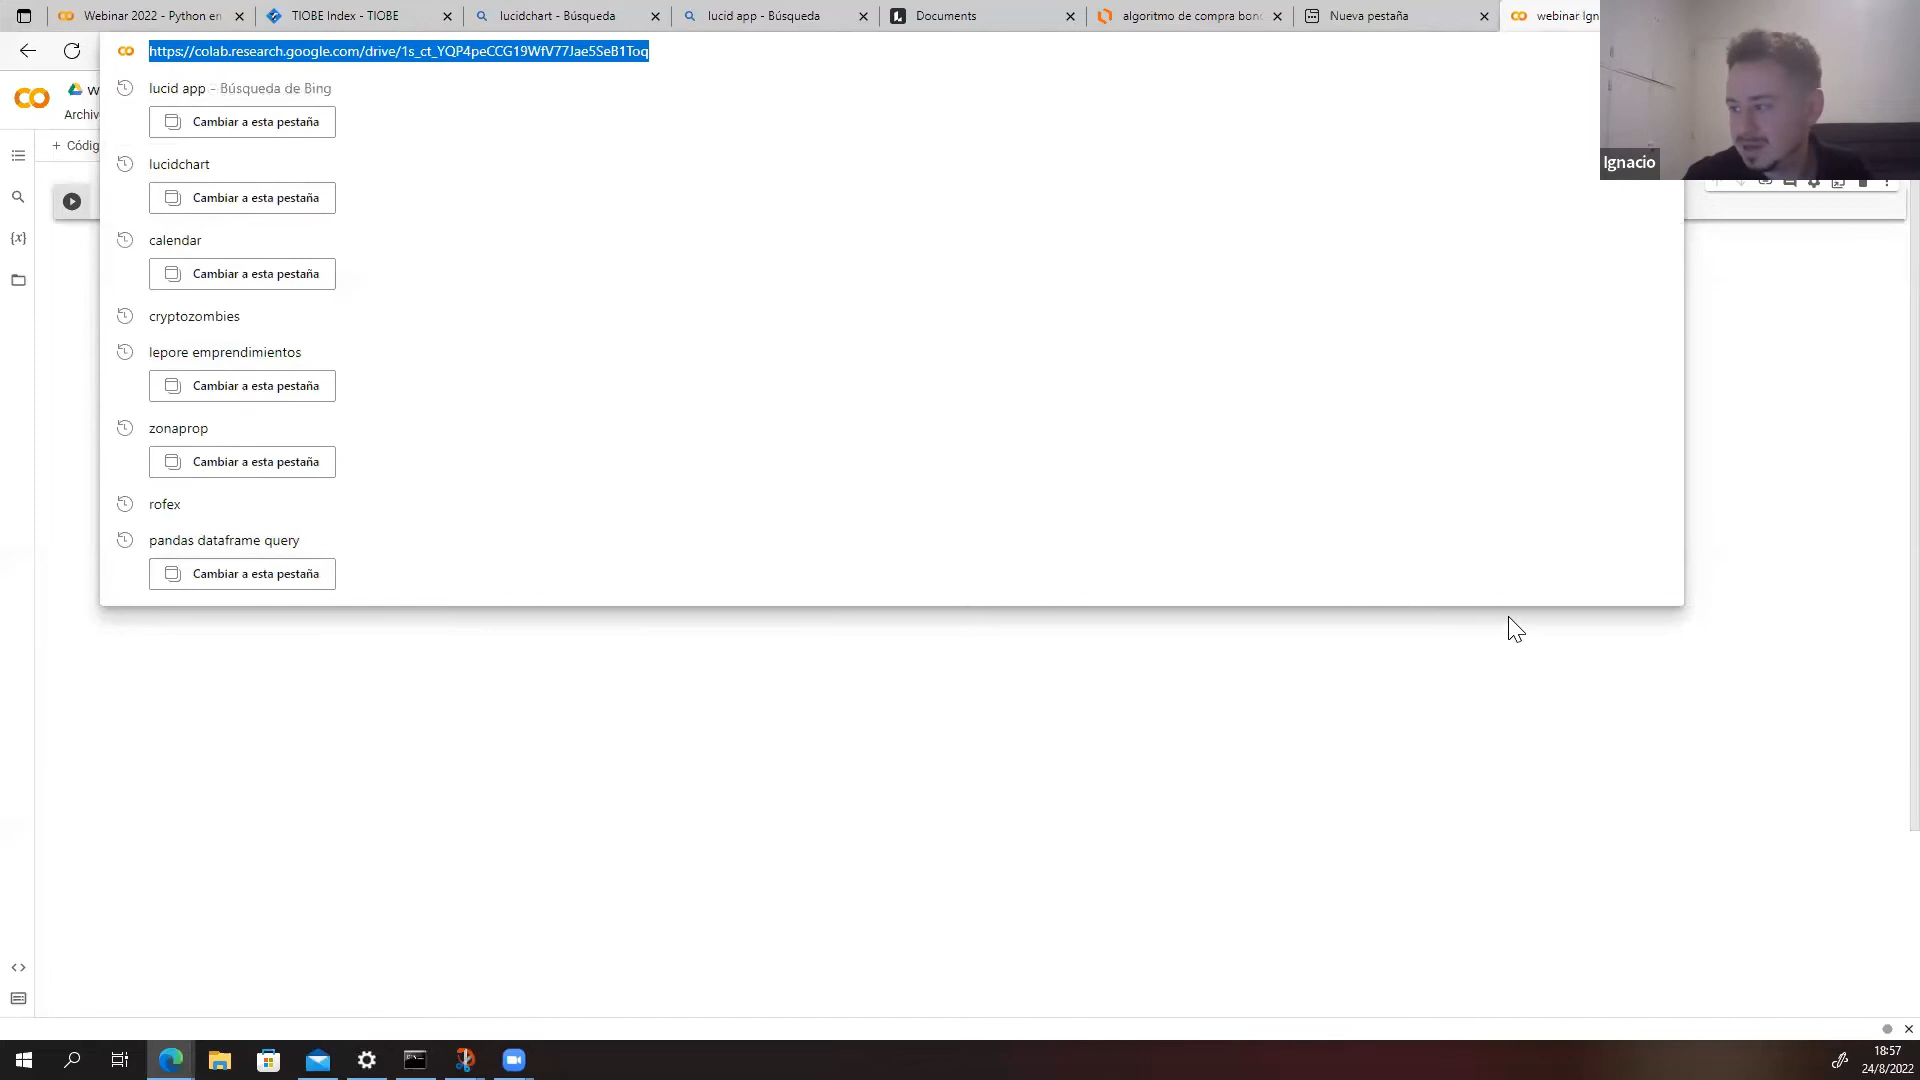 Webinar 2022 - Python en
TIOBE Index - TIOBE
lucidchart - Búsqueda
lucid app - Búsqueda
Documents
algoritmo de compra bono
Nueva pestaña
webinar Ign
https://colab.research.google.com/drive/1s_ct_YQP4peCCG19WfV77Jae5SeB1Toq
lucid app - Búsqueda de Bing
Cambiar a esta pestaña
lucidchart
Cambiar a esta pestaña
calendar
Cambiar a esta pestaña
cryptozombies
lepore emprendimientos
Cambiar a esta pestaña
zonaprop
Cambiar a esta pestaña
rofex
pandas dataframe query
Cambiar a esta pestaña
CO
w
Archiv
+ Códig
{x}
Ignacio
18:57
24/8/2022